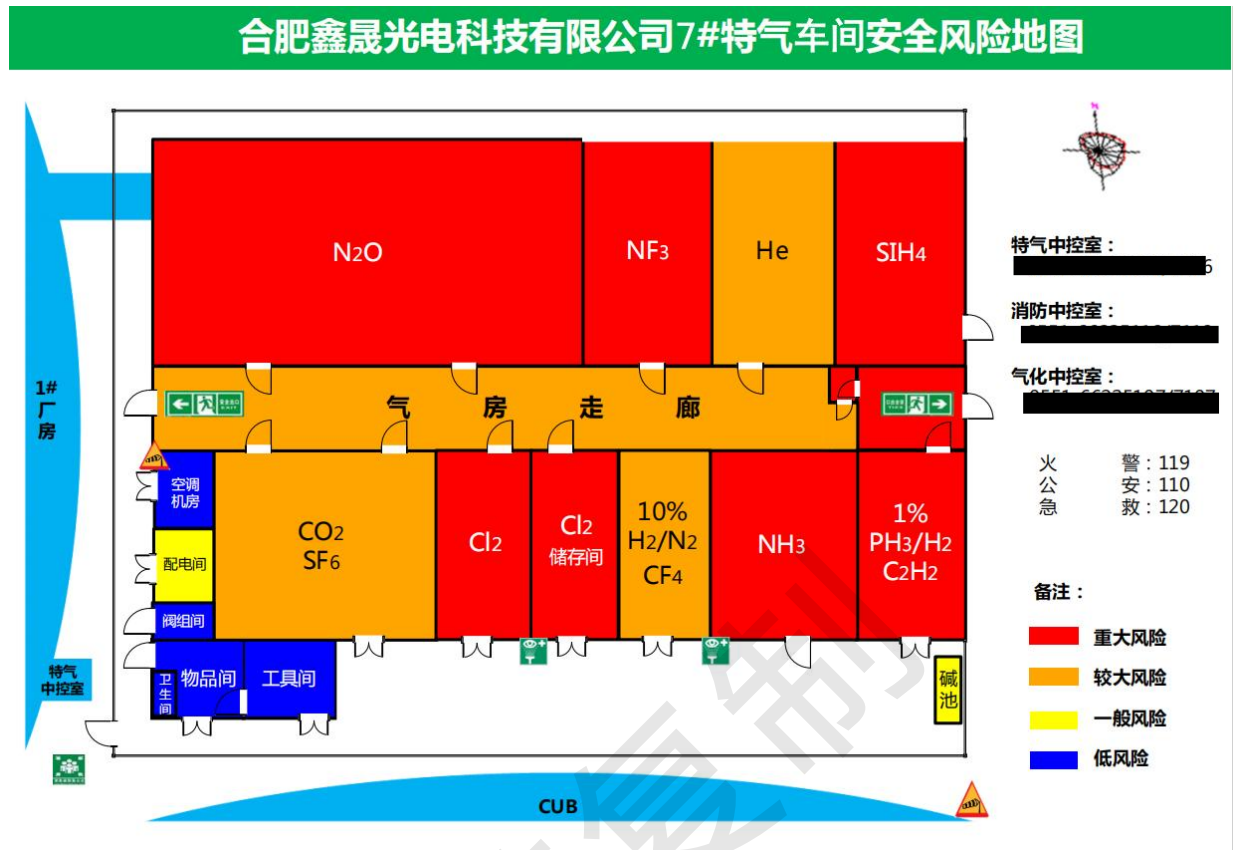 合肥鑫晟光电科技有限公司7#特气车间安全风险地图
N
N2O
NF3
He
SIH4
特气中控室：
6
消防中控室：
气化中控室：
1#
厂
房
气房走廊
空调
机房
配电间
阀组间
CO2
SF6
Cl2
Cl2
储存间
10%
H2/N2
CF4
NH3
1%
PH3/H2
C2H2
火 警：119
公 安：110
急 救：120
备注：
重大风险
较大风险
一般风险
低风险
特气
中控室
卫
生
间
物品间
工具间
碱
池
CUB
复制